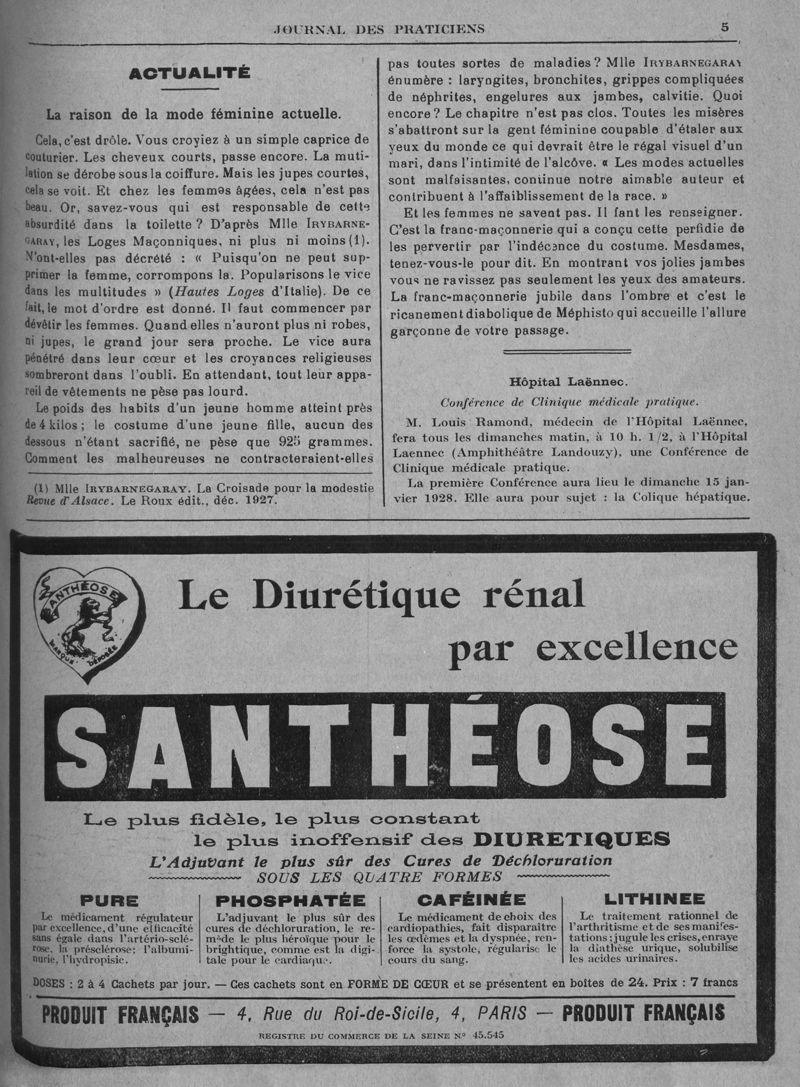 JOURNAL DES PRATICIENS
5
ACTUALITÉ
La raison de la mode féminine actuelle.
Cela, c'est drôle. Vous croyiez à un simple caprice de
couturier. Les cheveux courts, passe encore. La muti-
lation se dérobe sous la coiffure. Mais les jupes courtes,
cela se voit. Et chez les femmes âgées, cela n'est pas
beau. Or, savez-vous qui est responsable de cette
absurdité dans la toilette ? D'après Mlle IRYBARNE-
GARAY, les Loges Maçonniques, ni plus ni moins (1).
N'ont-elles pas décrété : « Puisqu'on ne peut sup-
primer la femme, corrompons la. Popularisons le vice
dans les multitudes » (Hautes Loges d'Italie). De ce
fait, le mot d'ordre est donné. Il faut commencer par
dévêtir les femmes. Quand elles n'auront plus ni robes,
ni jupes, le grand jour sera proche. Le vice aura
pénétré dans leur cœur et les croyances religieuses
sombreront dans l'oubli. En attendant, tout leur appa-
reil de vêtements ne pèse pas lourd.
Le poids des habits d'un jeune homme atteint près
de 4 kilos ; le costume d'une jeune fille, aucun des
dessous n'étant sacrifié, ne pèse que 925 grammes.
Comment les malheureuses ne contracteraient-elles
(1) Mlle IRYBARNEGARAY. La Croisade pour la modestie
Revue d'Alsace. Le Roux édit., déc. 1927.
pas toutes sortes de maladies ? Mlle IRYBARNEGARAY
énumère : laryngites, bronchites, grippes compliquées
de néphrites, engelures aux jambes, calvitie. Quoi
encore ? Le chapitre n'est pas clos. Toutes les misères
s'abattront sur la gent féminine coupable d'étaler aux
yeux du monde ce qui devrait être le régal visuel d'un
mari, dans l'intimité de l'alcôve. « Les modes actuelles
sont malfaisantes, continue notre aimable auteur et
contribuent à l'affaiblissement de la race. »
Et les femmes ne savent pas. Il faut les renseigner.
C'est la franc-maçonnerie qui a conçu cette perfidie de
les pervertir par l'indécence du costume. Mesdames,
tenez-vous-le pour dit. En montrant vos jolies jambes
vous ne ravissez pas seulement les yeux des amateurs.
La franc-maçonnerie jubile dans l'ombre et c'est le
ricanement diabolique de Méphisto qui accueille l'allure
garçonne de votre passage.
Hôpital Laënnec.
Conférence de Clinique médicale pratique.
M. Louis Ramond, médecin de l'Hôpital Laënnec,
fera tous les dimanches matin, à 10 h. 1/2, à l'Hôpital
Laennec (Amphithéâtre Landouzy), une Conférence de
Clinique médicale pratique.
La première Conférence aura lieu le dimanche 15 jan-
vier 1928. Elle aura pour sujet : la Colique hépatique.
SANTHÉOSE
MARQUE DÉPOSÉE
Le Diurétique rénal
par excellence
SANTHÉOSE
Le plus fidèle, le plus constant
le plus inoffensif des DIURETIQUES
L'Adjuvant le plus sûr des Cures de Déchloruration
SOUS LES QUATRE FORMES
PURE
Le médicament régulateur
par excellence, d'une efficacité
sans égale dans l'artério-sclé-
rose, la présclérose; l'albumi-
nurie, l'hydropisie.
PHOSPHATÉE
L'adjuvant le plus sûr des
cures de déchloruration, le re-
mède le plus héroïque pour le
brightique, comme est la digi-
tale pour le cardiaque.
CAFÉINÉE
Le médicament de choix des
cardiopathies, fait disparaître
les œdèmes et la dyspnée, ren-
force la systole, régularise le
cours du sang.
LITHINEE
Le traitement rationnel de
l'arthritisme et de ses manifes-
tations ; jugule les crises, enraye
la diathèse urique, solubilise
les acides urinaires.
DOSES : 2 à 4 Cachets par jour. — Ces cachets sont en FORME DE CŒUR et se présentent en boîtes de 24. Prix : 7 francs
PRODUIT FRANÇAIS — 4, Rue du Roi-de-Sicile, 4, PARIS — PRODUIT FRANÇAIS
REGISTRE DU COMMERCE DE LA SEINE N° 45.545